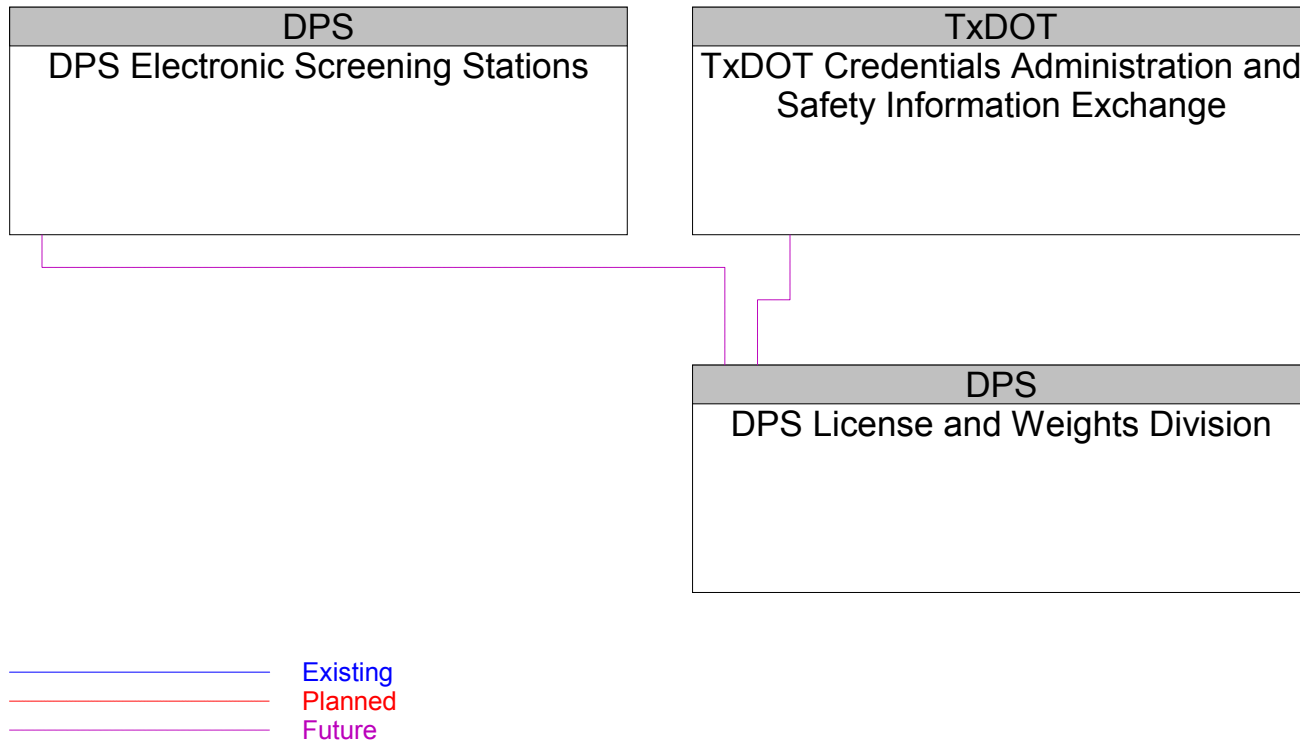 DPS
DPS Electronic Screening Stations
TxDOT
TxDOT Credentials Administration and
Safety Information Exchange
DPS
DPS License and Weights Division
Existing
Planned
Future